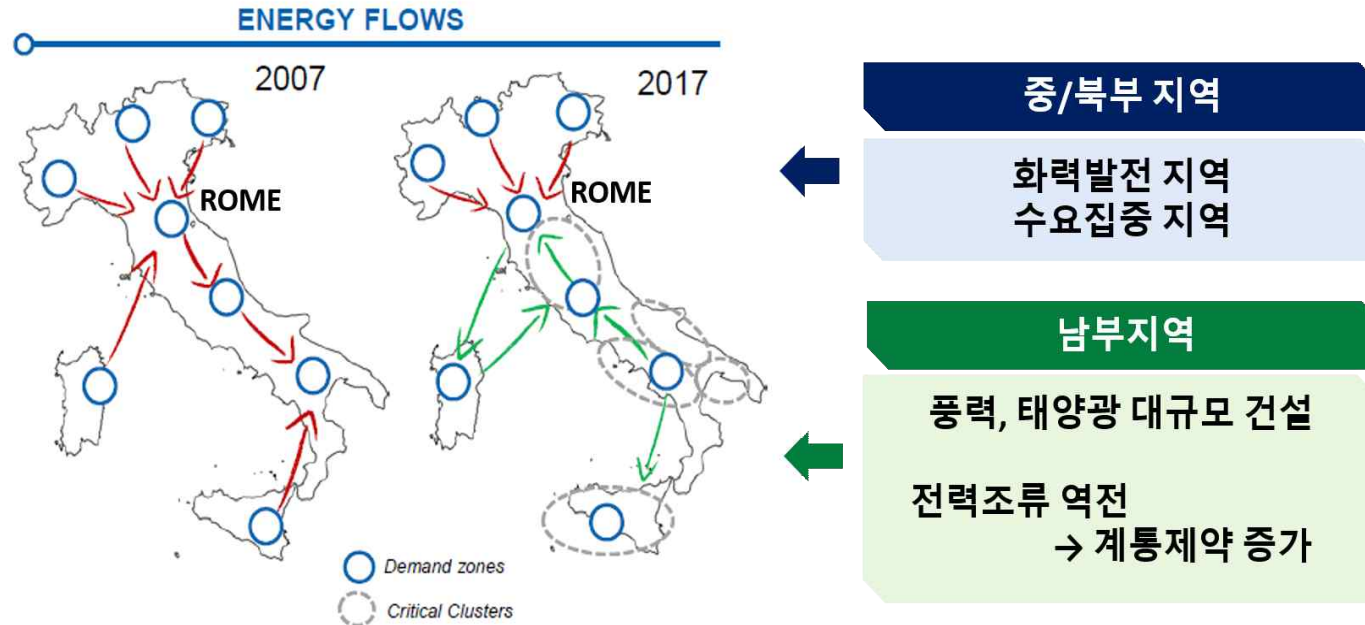 ENERGY FLOWS
2007
2017
ROME
ROME
Demand zones
Critical Clusters
중/북부 지역
화력발전 지역
수요집중 지역
남부지역
풍력, 태양광 대규모 건설
전력조류 역전
→ 계통제약 증가